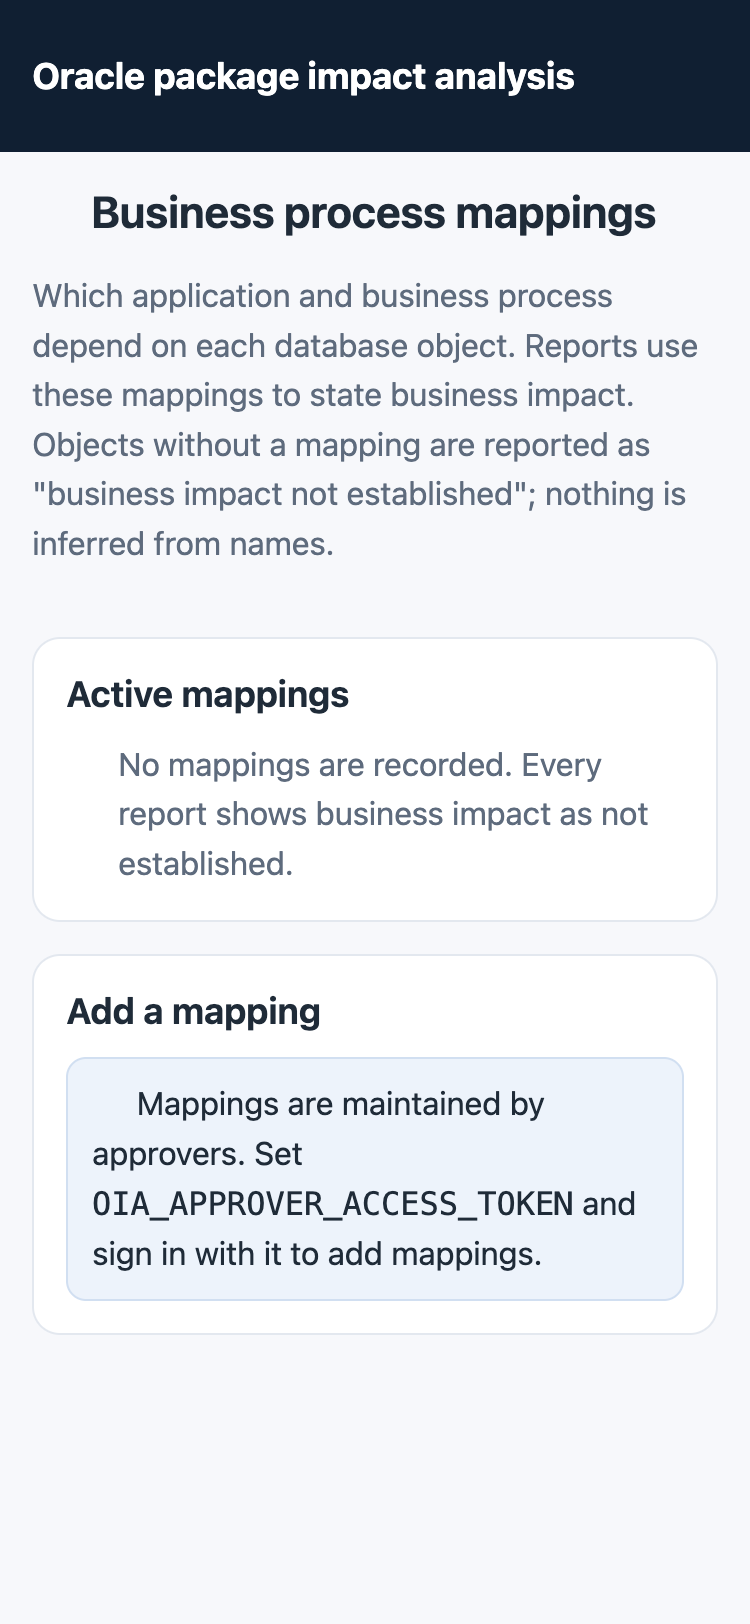 Oracle package impact analysis
Business process mappings
Which application and business process
depend on each database object. Reports use
these mappings to state business impact.
Objects without a mapping are reported as
"business impact not established"; nothing is
inferred from names.
Active mappings
No mappings are recorded. Every
report shows business impact as not
established.
Add a mapping
Mappings are maintained by
approvers. Set
OIA_APPROVER_ACCESS_TOKEN and
sign in with it to add mappings.